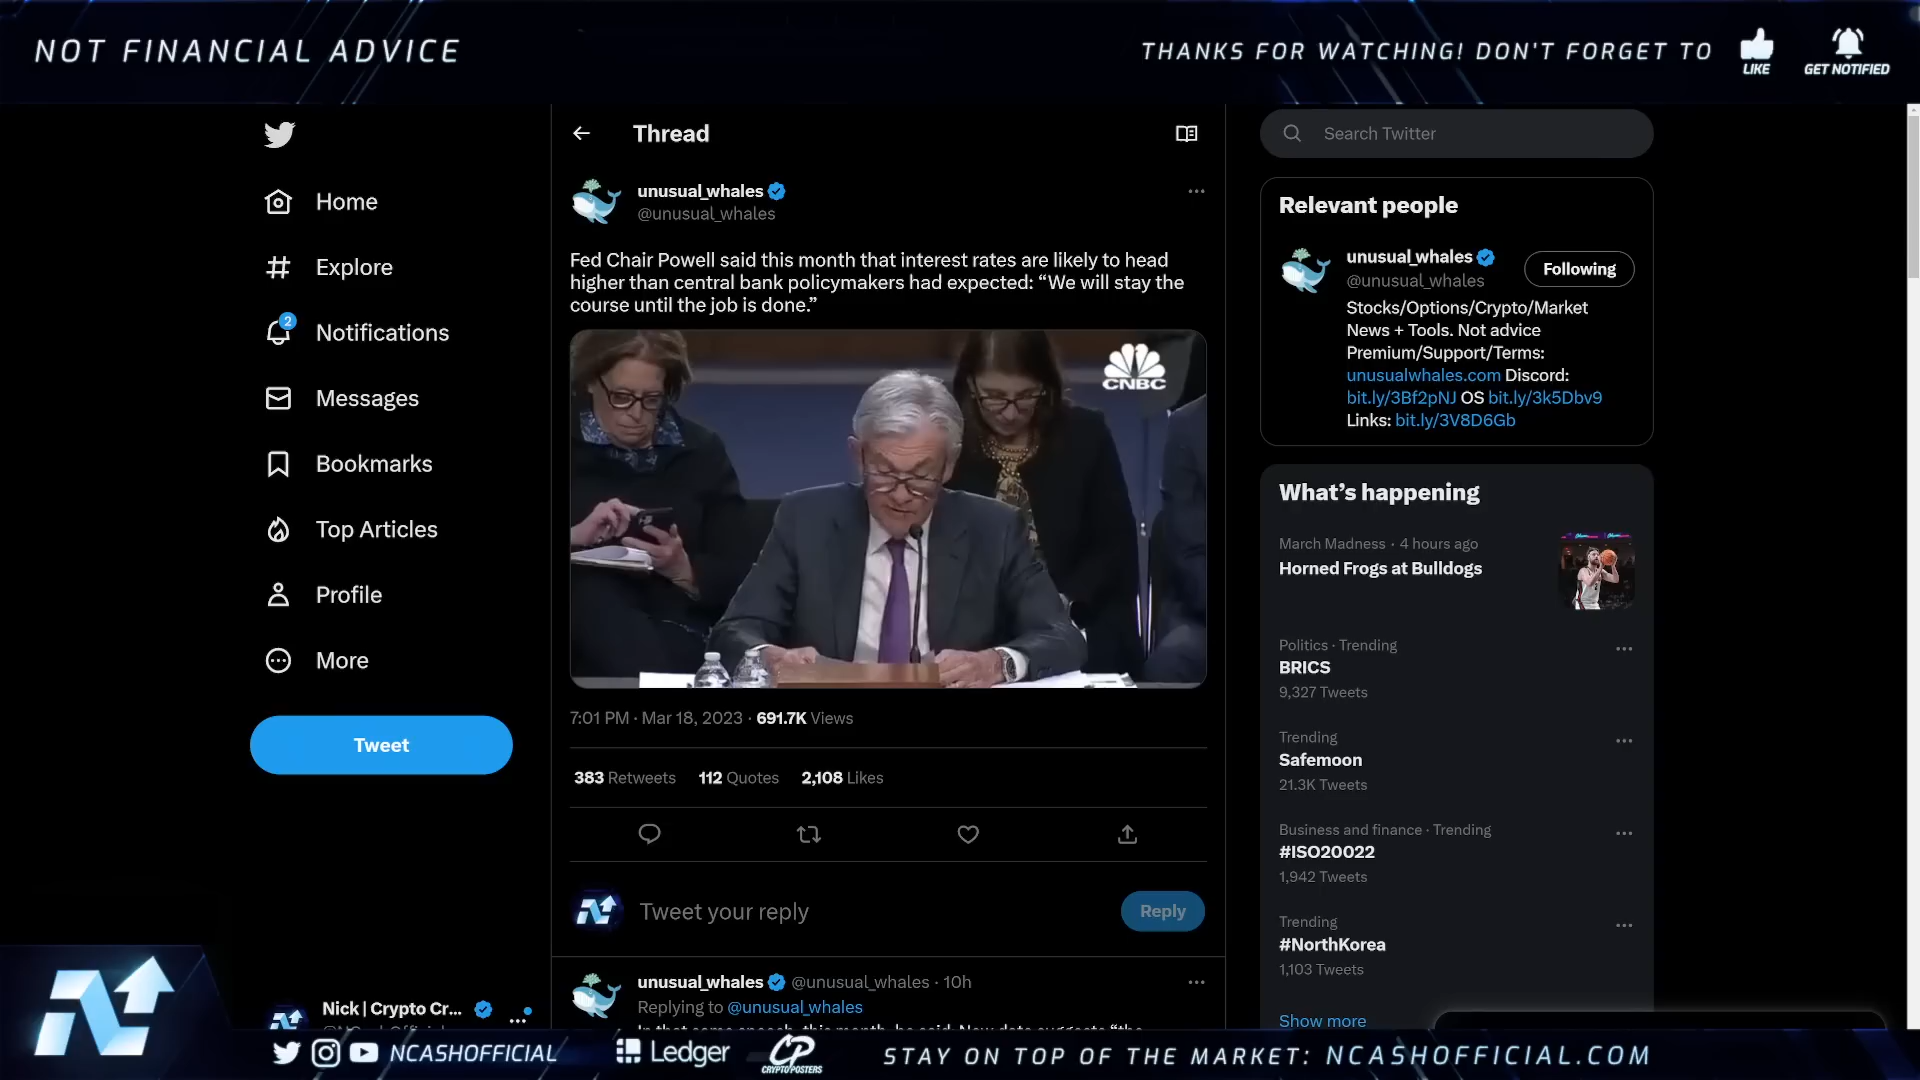 NOT FINANCIAL ADVICE
THANKS FOR WATCHING! DON'T FORGET TO
LIKE
GET NOTIFIED
Home
Explore
2
Notifications
Messages
Bookmarks
Top Articles
Profile
More
Tweet
Nick | Crypto Cr...
Thread
unusual_whales
@unusual_whales
Fed Chair Powell said this month that interest rates are likely to head
higher than central bank policymakers had expected: “We will stay the
course until the job is done.”
CNBC
7:01 PM · Mar 18, 2023 · 691.7K Views
383 Retweets 112 Quotes 2,108 Likes
Tweet your reply
Reply
unusual_whales @unusual_whales · 10h
Replying to @unusual_whales
Search Twitter
Relevant people
unusual_whales
@unusual_whales
Following
Stocks/Options/Crypto/Market
News + Tools. Not advice
Premium/Support/Terms:
unusualwhales.com Discord:
bit.ly/3Bf2pNJ OS bit.ly/3k5Dbv9
Links: bit.ly/3V8D6Gb
What’s happening
March Madness · 4 hours ago
Horned Frogs at Bulldogs
Politics · Trending
BRICS
9,327 Tweets
Trending
Safemoon
21.3K Tweets
Business and finance · Trending
#ISO20022
1,942 Tweets
Trending
#NorthKorea
1,103 Tweets
Show more
NCASHOFFICIAL
Ledger
CP
CRYPTOPOSTERS
STAY ON TOP OF THE MARKET: NCASHOFFICIAL.COM